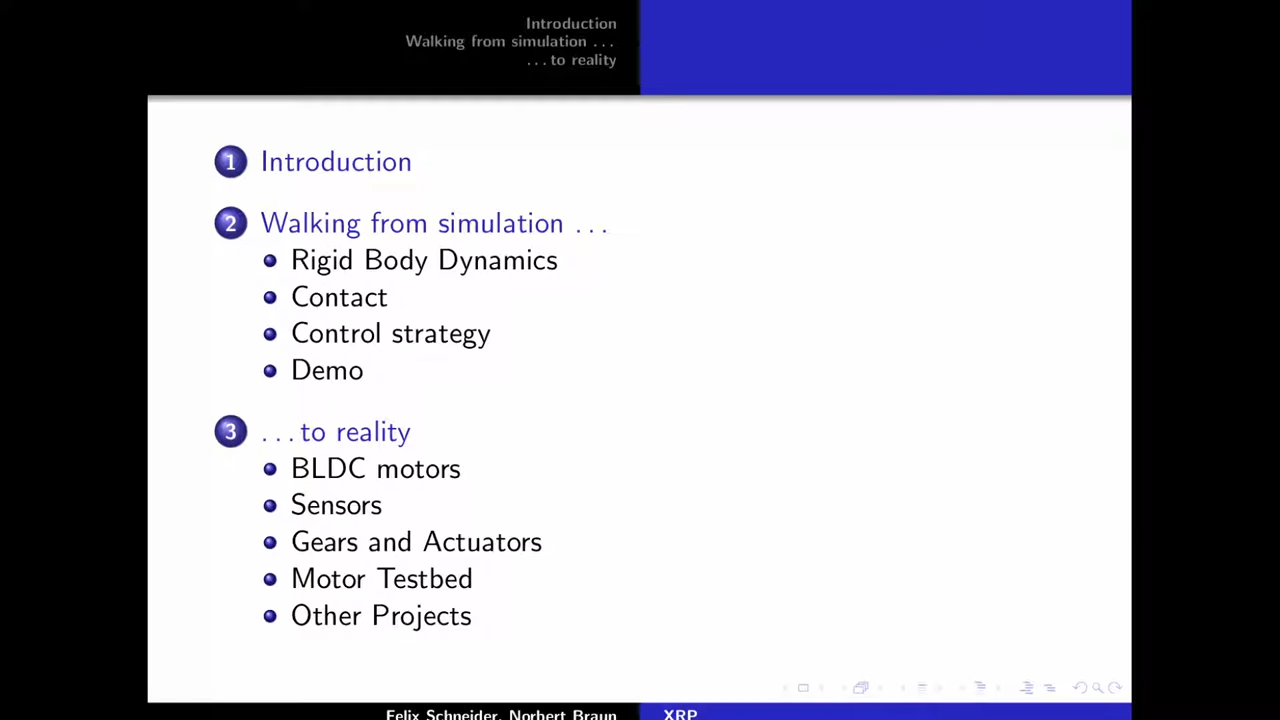 Introduction
Walking from simulation ...
... to reality
1 Introduction
2 Walking from simulation ...
Rigid Body Dynamics
Contact
Control strategy
Demo
3 ... to reality
BLDC motors
Sensors
Gears and Actuators
Motor Testbed
Other Projects
Felix Schneider, Norbert Braun XRP